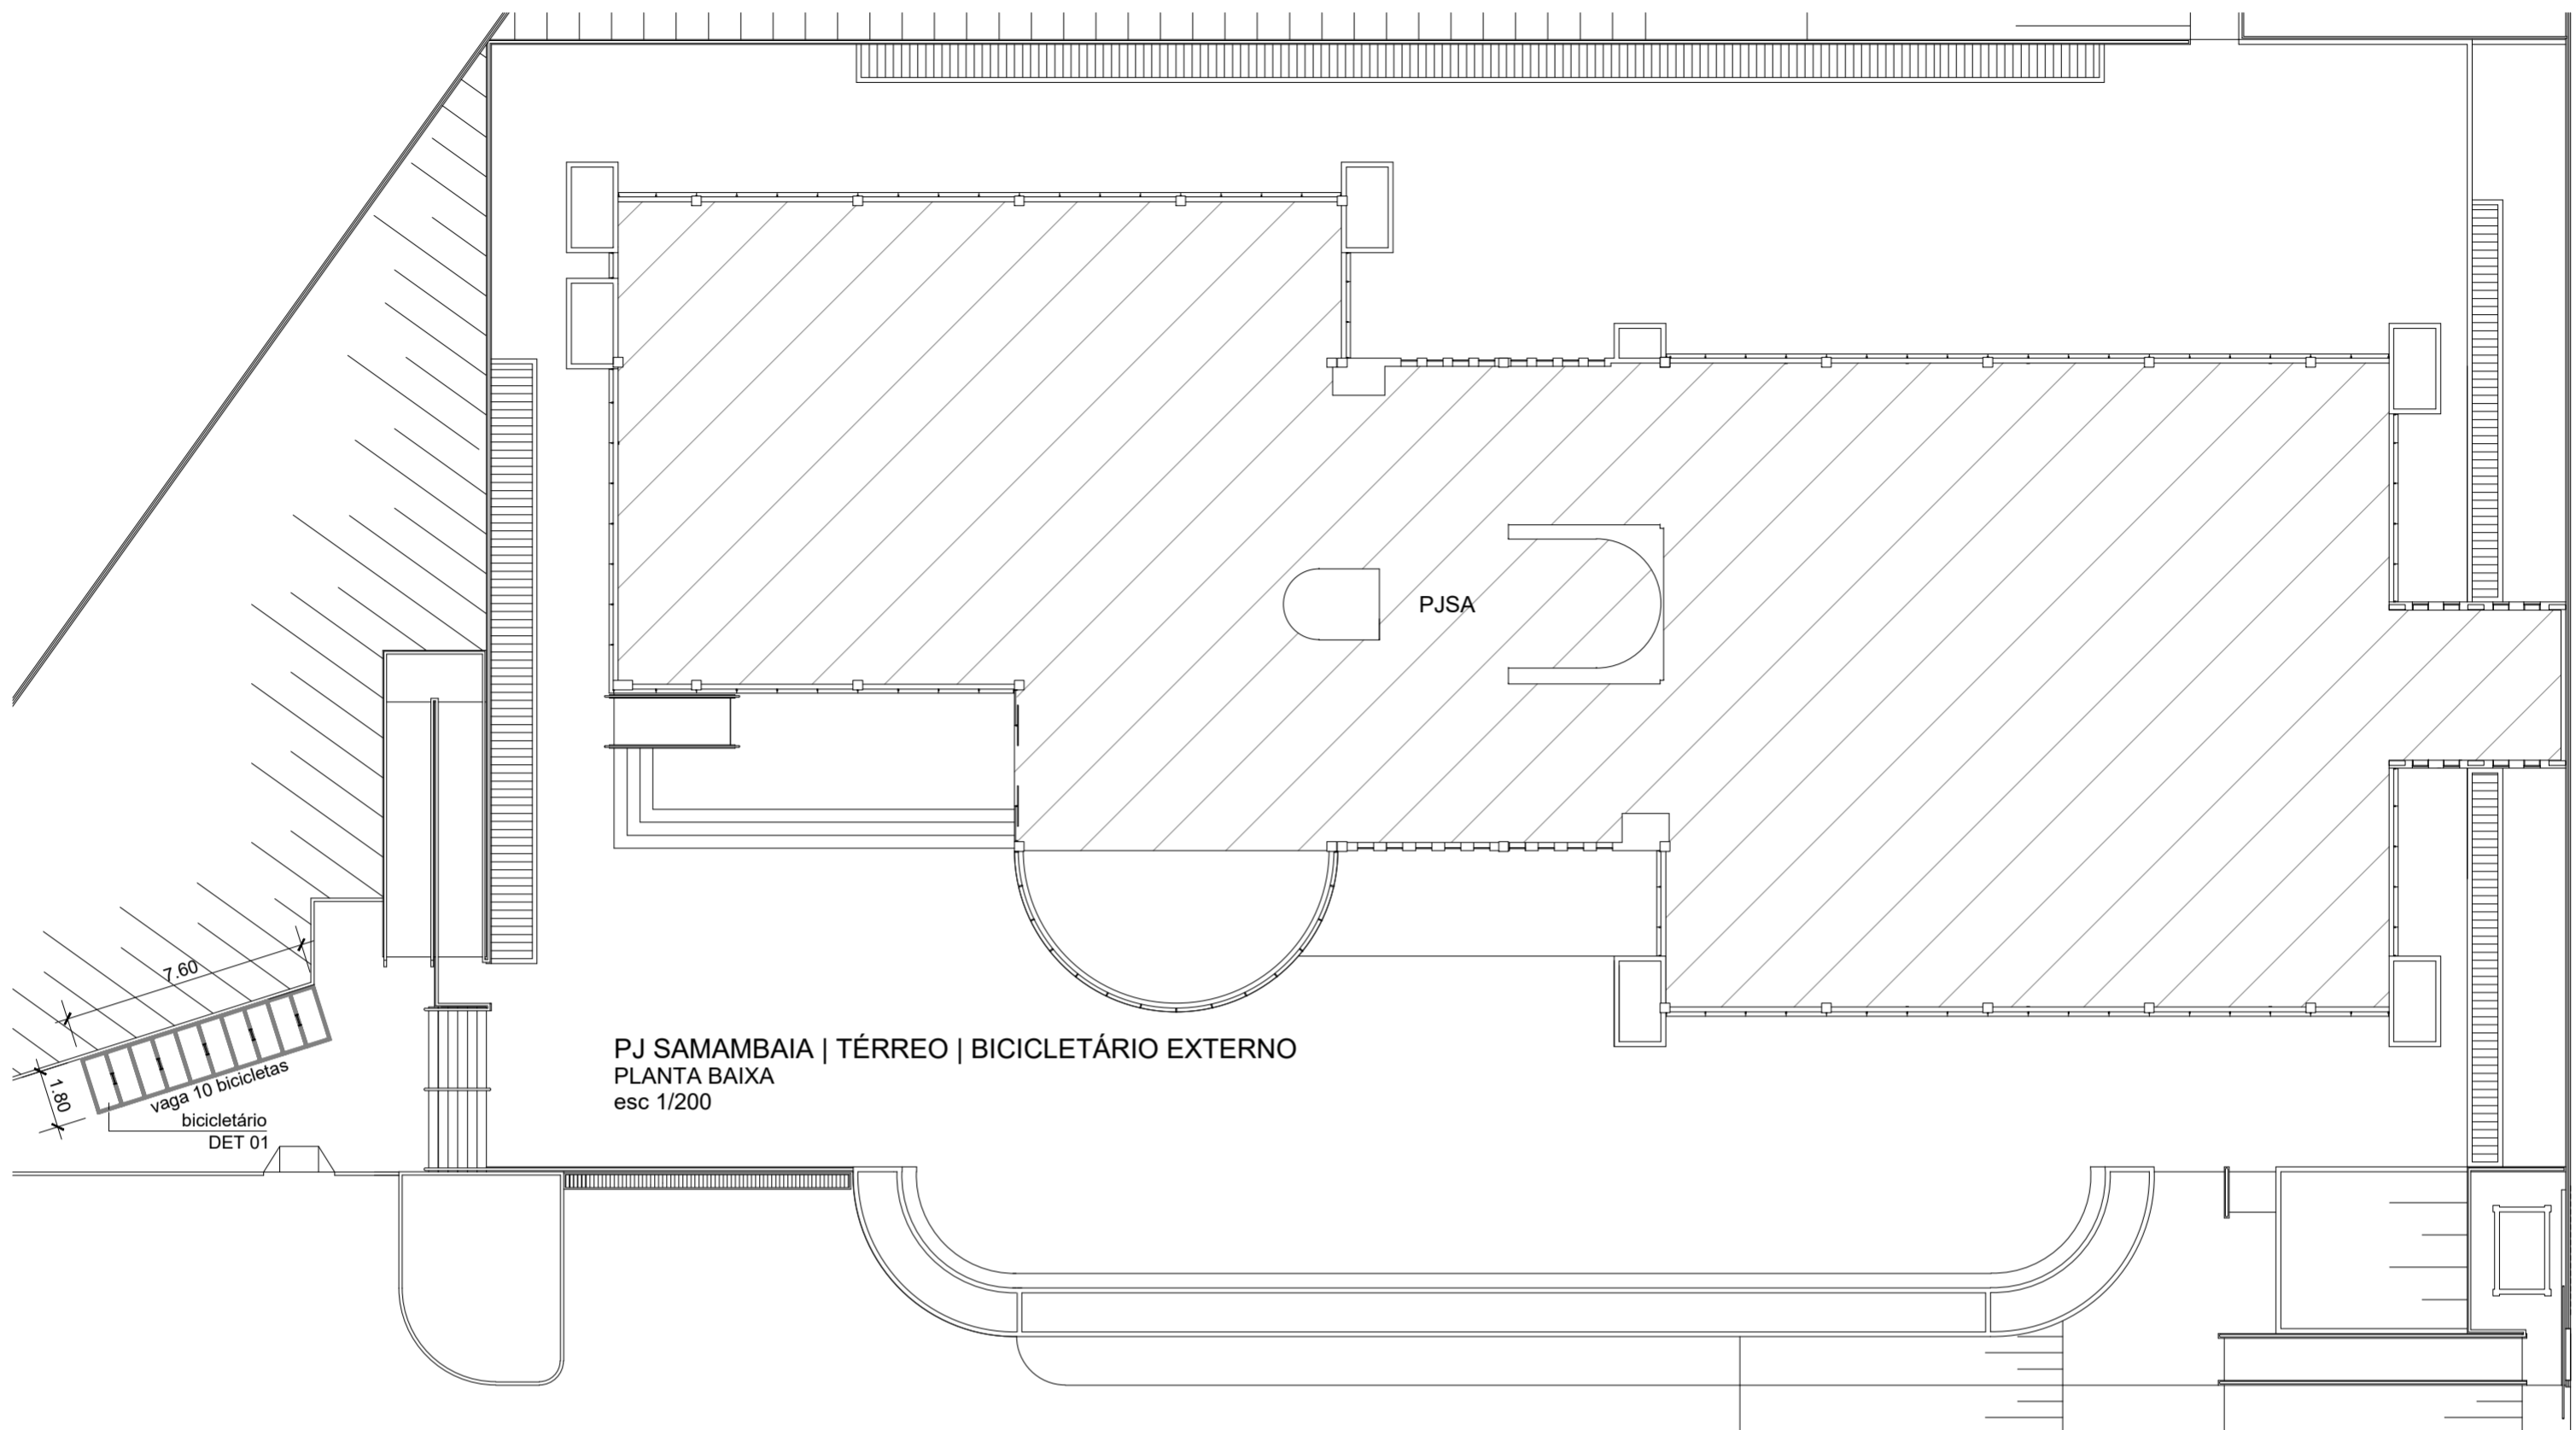 PJSA
7.60
1.80
vaga 10 bicicletas
bicicletário
DET 01
PJ SAMAMBAIA | TÉRREO | BICICLETÁRIO EXTERNO
PLANTA BAIXA
esc 1/200